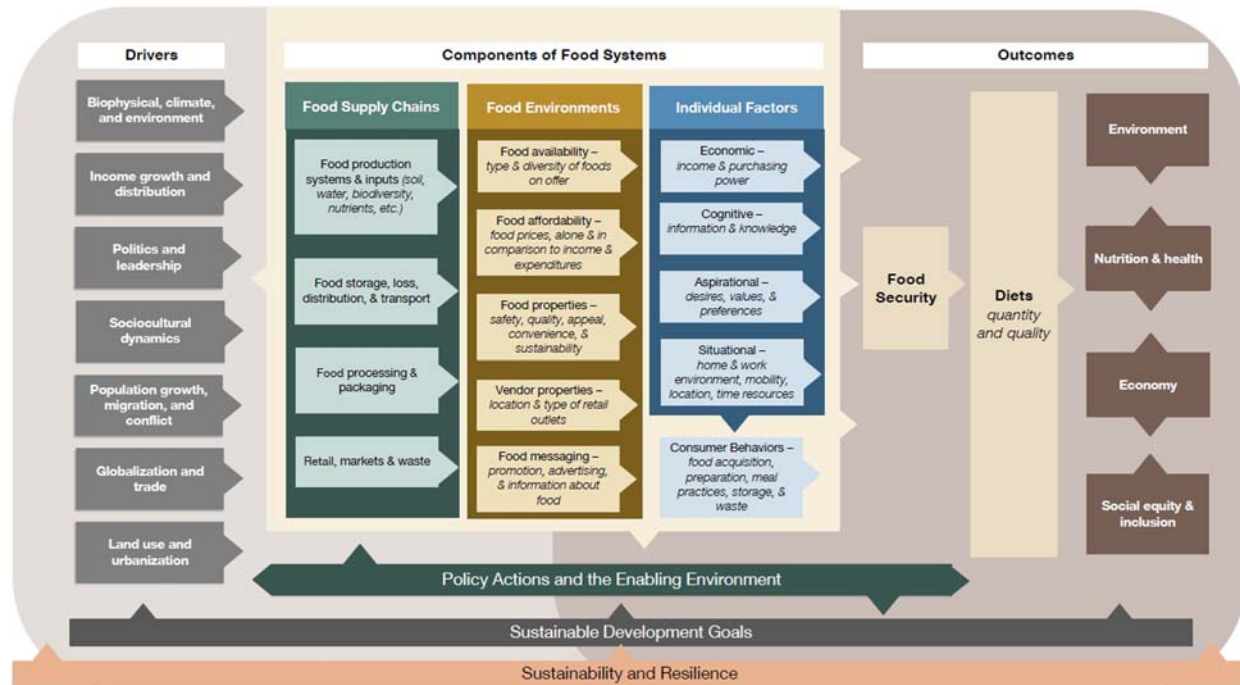 Drivers
Biophysical, climate,
and environment
Income growth and
distribution
Politics and
leadership
Sociocultural
dynamics
Population growth,
migration, and
conflict
Globalization and
trade
Land use and
urbanization
Components of Food Systems
Food Supply Chains
Food production
systems & inputs (soil,
water, biodiversity,
nutrients, etc.)
Food storage, loss,
distribution, & transport
Food processing &
packaging
Retail, markets & waste
Food Environments
Food availability –
type & diversity of foods
on offer
Food affordability –
food prices, alone & in
comparison to income &
expenditures
Food properties –
safety, quality, appeal,
convenience, &
sustainability
Vendor properties –
location & type of retail
outlets
Food messaging –
promotion, advertising,
& information about
food
Individual Factors
Economic –
income & purchasing
power
Cognitive –
information & knowledge
Aspirational –
desires, values, &
preferences
Situational –
home & work
environment, mobility,
location, time resources
Consumer Behaviors –
food acquisition,
preparation, meal
practices, storage, &
waste
Outcomes
Food
Security
Diets
quantity
and quality
Environment
Nutrition & health
Economy
Social equity &
inclusion
Policy Actions and the Enabling Environment
Sustainable Development Goals
Sustainability and Resilience